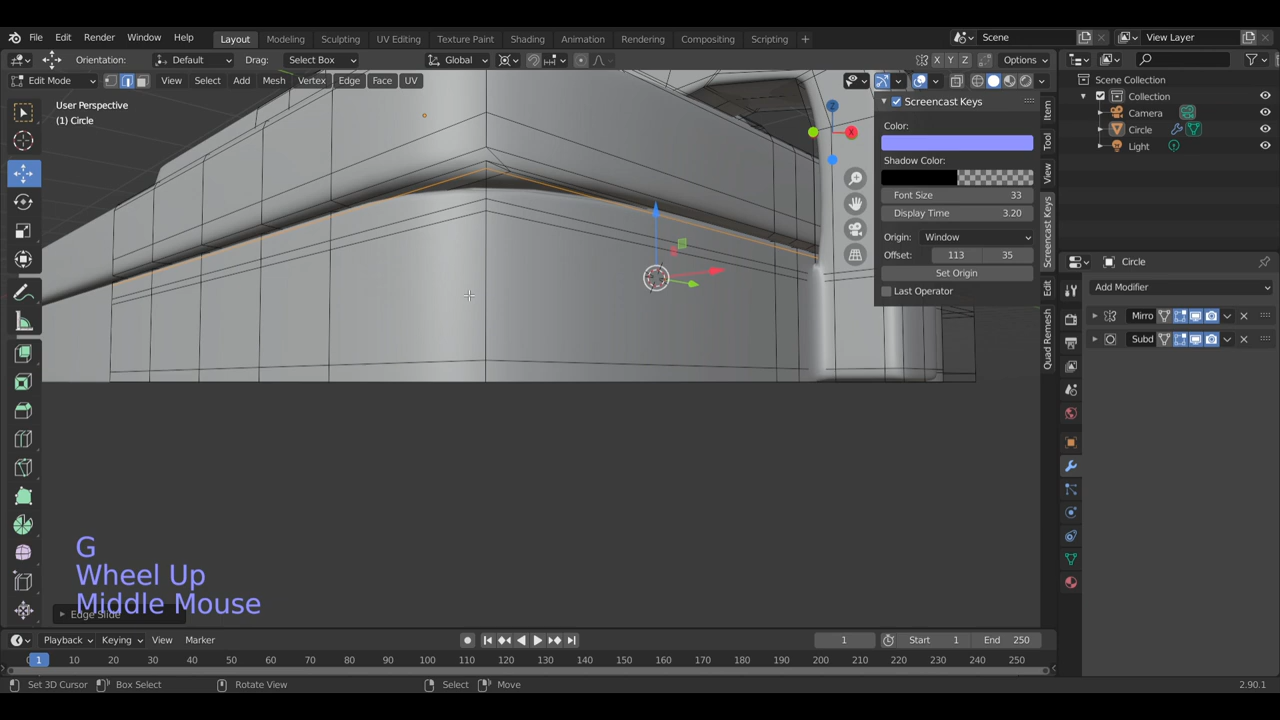 File Edit Render Window Help Layout Modeling Sculpting UV Editing Texture Paint Shading Animation Rendering Compositing Scripting + Scene View Layer
Orientation: Default Drag: Select Box Global X Y Z Options
Edit Mode View Select Add Mesh Vertex Edge Face UV
Scene Collection
Collection
Camera
Circle
Light
User Perspective
(1) Circle
Z
X
Screencast Keys
Color:
Shadow Color:
Font Size 33
Display Time 3.20
Origin: Window
Offset: 113 35
Set Origin
Last Operator
Item
Tool
View
Screencast Keys
Edit
Quad Remesh
Circle
Add Modifier
Mirro
Subd
G
Wheel Up
Middle Mouse
Edge Slide
Playback Keying View Marker 1 Start 1 End 250
0 1 10 20 30 40 50 60 70 80 90 100 110 120 130 140 150 160 170 180 190 200 210 220 230 240 250
Set 3D Cursor Box Select Rotate View Select Move 2.90.1